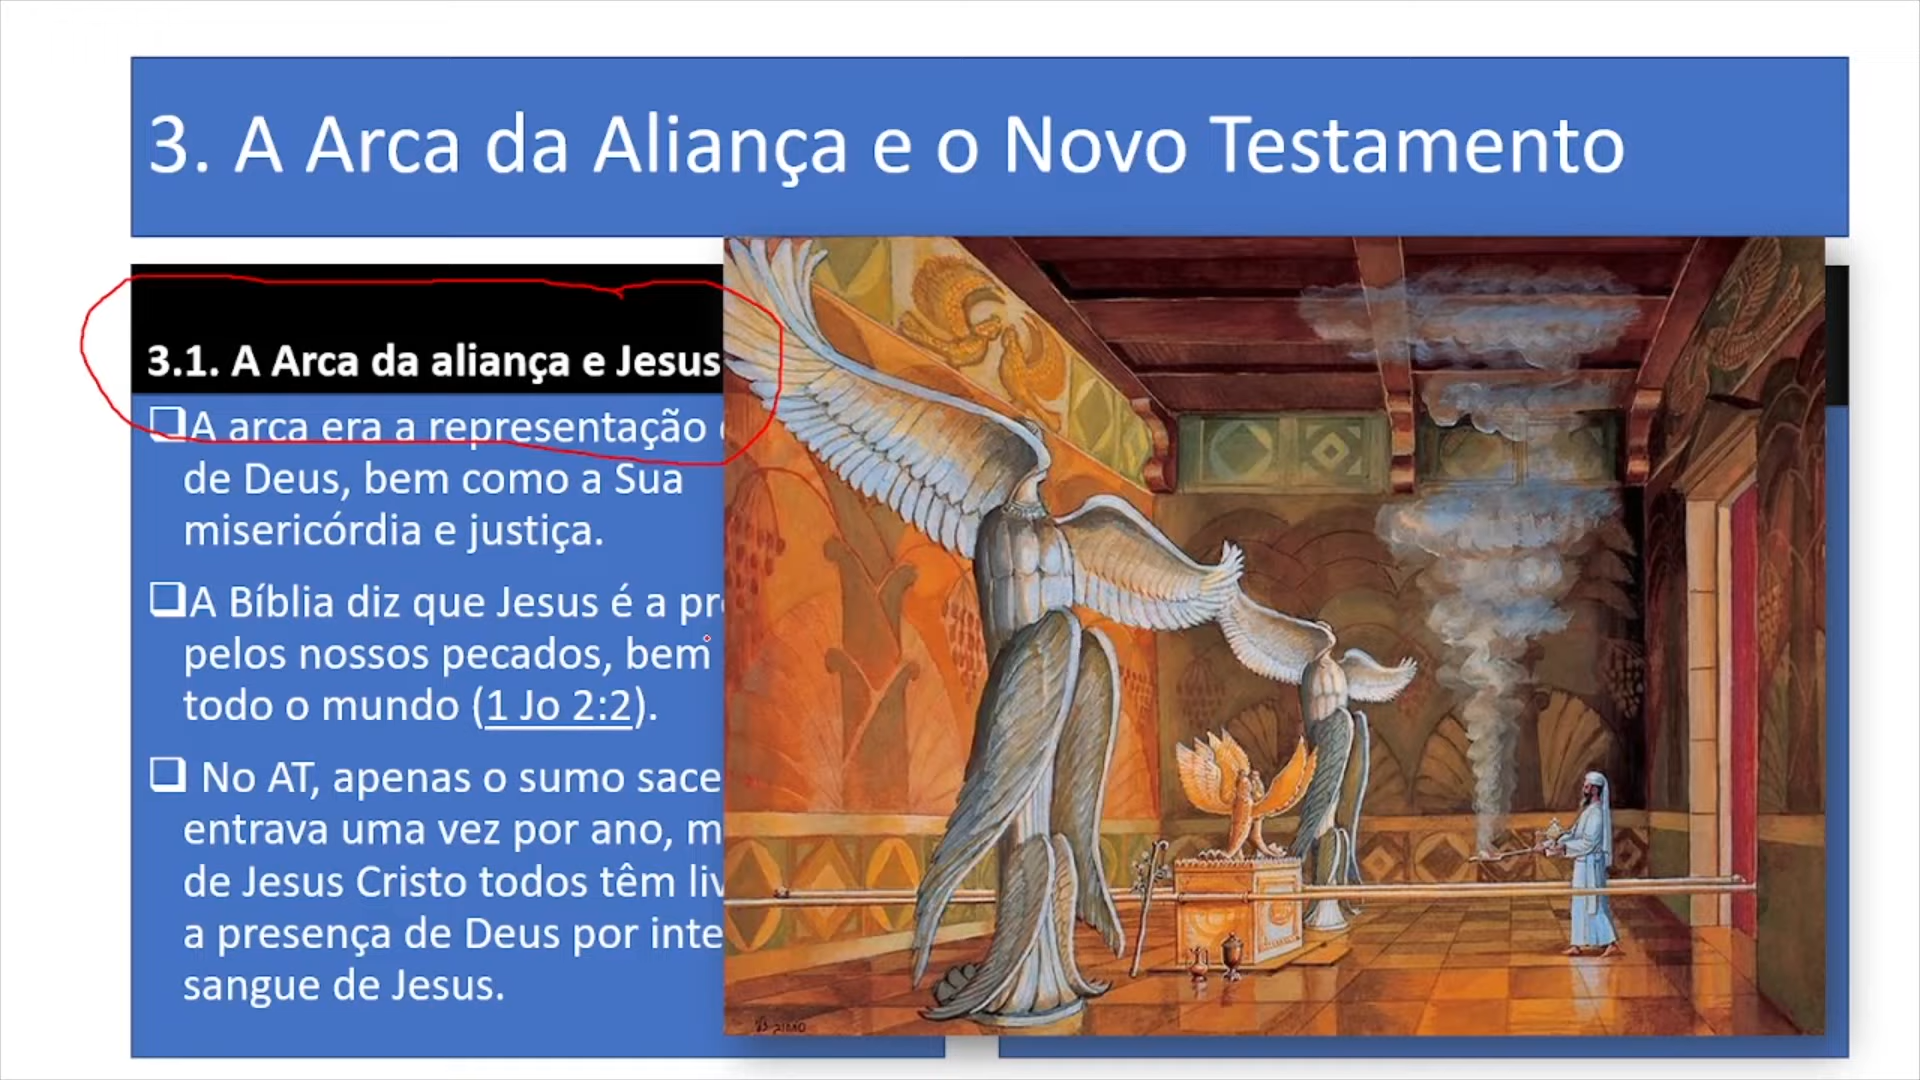 3. A Arca da Aliança e o Novo Testamento
3.1. A Arca da aliança e Jesus
A arca era a representação
de Deus, bem como a Sua
misericórdia e justiça.
A Bíblia diz que Jesus é a
pelos nossos pecados, bem
todo o mundo (1 Jo 2:2).
No AT, apenas o sumo
entrava uma vez por ano,
de Jesus Cristo todos têm
a presença de Deus por
sangue de Jesus.